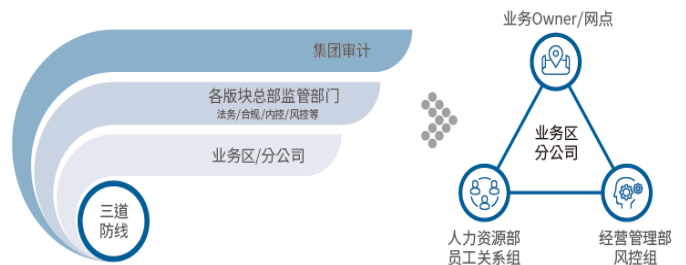 集团审计
各版块总部监管部门
法务/合规/内控/风控等
业务区/分公司
三道
防线
业务Owner/网点
业务区
分公司
人力资源部
员工关系组
经营管理部
风控组